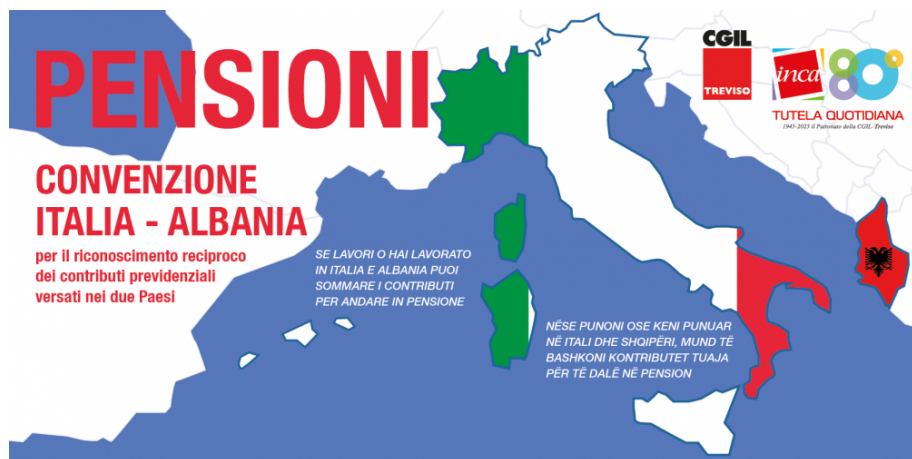 PENSIONI
CONVENZIONE
ITALIA - ALBANIA
per il riconoscimento reciproco
dei contributi previdenziali
versati nei due Paesi
SE LAVORI O HAI LAVORATO
IN ITALIA E ALBANIA PUOI
SOMMARE I CONTRIBUTI
PER ANDARE IN PENSIONE
NËSE PUNONI OSE KENI PUNUAR
NË ITALI DHE SHQIPËRI, MUND TË
BASHKONI KONTRIBUTET TUAJA
PËR TË DALË NË PENSION
CGIL
TREVISO
inca
80°
TUTELA QUOTIDIANA
1945-2025 il Patronato della CGIL Treviso